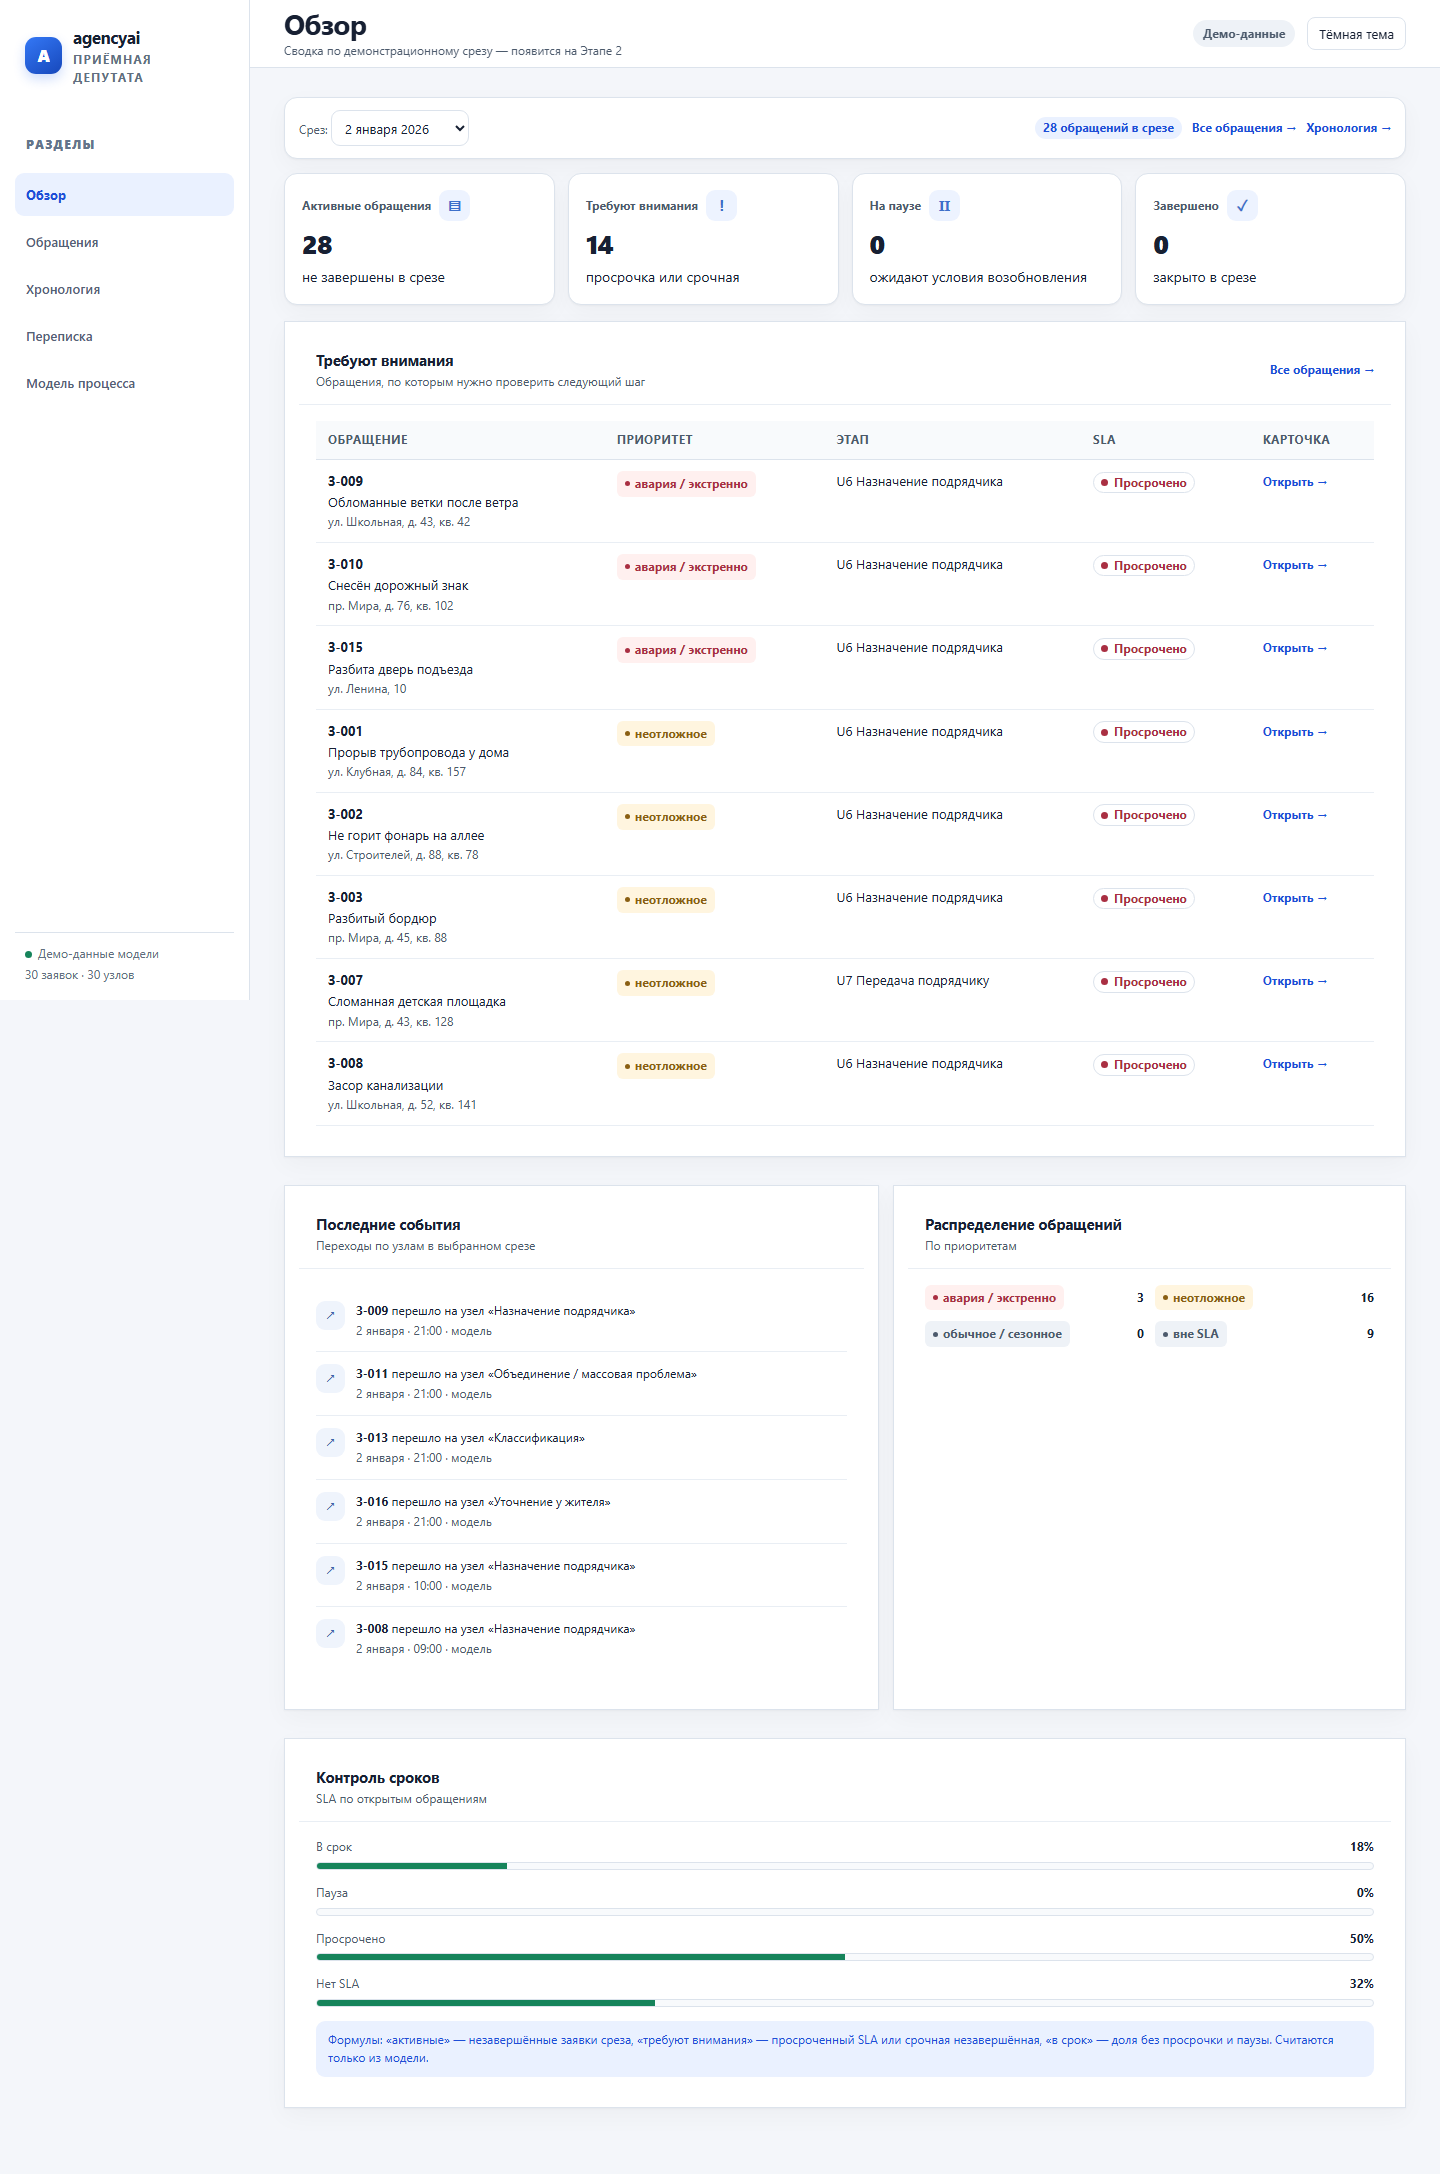 A
agencyai
ПРИЁМНАЯ
ДЕПУТАТА
РАЗДЕЛЫ
Обзор
Обращения
Хронология
Переписка
Модель процесса
Демо-данные модели
30 заявок · 30 узлов
Обзор
Сводка по демонстрационному срезу — появится на Этапе 2
Демо-данные
Тёмная тема
Срез: 2 января 2026
28 обращений в срезе Все обращения → Хронология →
Активные обращения
28
не завершены в срезе
Требуют внимания !
14
просрочка или срочная
На паузе
0
ожидают условия возобновления
Завершено ✓
0
закрыто в срезе
Требуют внимания
Обращения, по которым нужно проверить следующий шаг
Все обращения →
ОБРАЩЕНИЕ ПРИОРИТЕТ ЭТАП SLA КАРТОЧКА
З-009 авария / экстренно U6 Назначение подрядчика Просрочено Открыть →
Обломанные ветки после ветра
ул. Школьная, д. 43, кв. 42
З-010 авария / экстренно U6 Назначение подрядчика Просрочено Открыть →
Снесён дорожный знак
пр. Мира, д. 76, кв. 102
З-015 авария / экстренно U6 Назначение подрядчика Просрочено Открыть →
Разбита дверь подъезда
ул. Ленина, 10
З-001 неотложное U6 Назначение подрядчика Просрочено Открыть →
Прорыв трубопровода у дома
ул. Клубная, д. 84, кв. 157
З-002 неотложное U6 Назначение подрядчика Просрочено Открыть →
Не горит фонарь на аллее
ул. Строителей, д. 88, кв. 78
З-003 неотложное U6 Назначение подрядчика Просрочено Открыть →
Разбитый бордюр
пр. Мира, д. 45, кв. 88
З-007 неотложное U7 Передача подрядчику Просрочено Открыть →
Сломанная детская площадка
пр. Мира, д. 43, кв. 128
З-008 неотложное U6 Назначение подрядчика Просрочено Открыть →
Засор канализации
ул. Школьная, д. 52, кв. 141
Последние события
Переходы по узлам в выбранном срезе
↗ З-009 перешло на узел «Назначение подрядчика»
2 января · 21:00 · модель
↗ З-011 перешло на узел «Объединение / массовая проблема»
2 января · 21:00 · модель
↗ З-013 перешло на узел «Классификация»
2 января · 21:00 · модель
↗ З-016 перешло на узел «Уточнение у жителя»
2 января · 21:00 · модель
↗ З-015 перешло на узел «Назначение подрядчика»
2 января · 10:00 · модель
↗ З-008 перешло на узел «Назначение подрядчика»
2 января · 09:00 · модель
Распределение обращений
По приоритетам
авария / экстренно 3 неотложное 16
обычное / сезонное 0 вне SLA 9
Контроль сроков
SLA по открытым обращениям
В срок 18%
Пауза 0%
Просрочено 50%
Нет SLA 32%
Формулы: «активные» — незавершённые заявки среза, «требуют внимания» — просроченный SLA или срочная незавершённая, «в срок» — доля без просрочки и паузы. Считаются
только из модели.